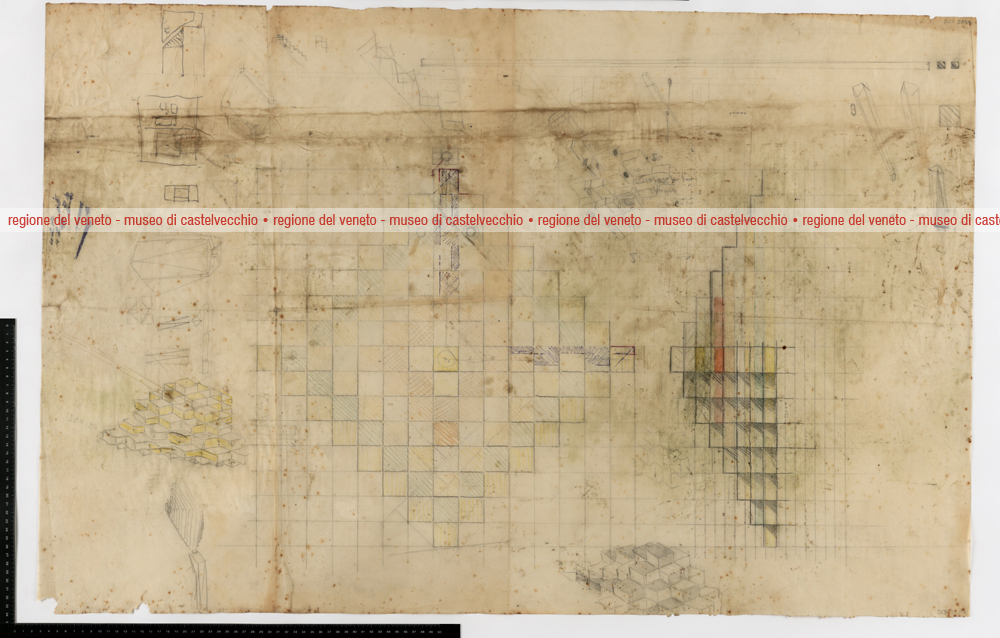 regione del veneto - museo di castelvecchio • regione del veneto - museo di castelvecchio • regione del veneto - museo di castelvecchio • regione del veneto - museo di cast